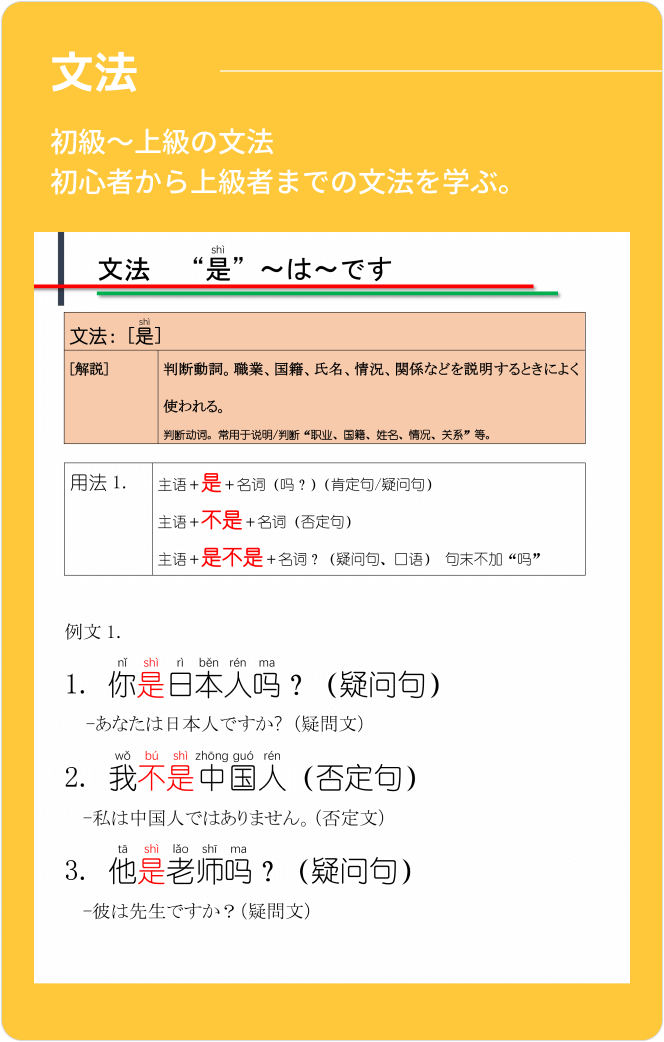 文法
初級～上級の文法
初心者から上級者までの文法を学ぶ。
shì
文法 “是”～は～です
shì
文法：[是]
[解説] 判断動詞。職業、国籍、氏名、情況、関係などを説明するときによく
使われる。
判断动词。常用于说明/判断“职业、国籍、姓名、情况、关系”等。
用法 1. 主语＋是＋名词（吗？）（肯定句/疑问句）
主语＋不是＋名词（否定句）
主语＋是不是＋名词？（疑问句、口语） 句末不加“吗”
例文 1.
nǐ shì rì běn rén ma
1. 你是日本人吗？（疑问句）
-あなたは日本人ですか?（疑問文）
wǒ bú shì zhōng guó rén
2. 我不是中国人（否定句）
-私は中国人ではありません。（否定文）
tā shì lǎo shī ma
3. 他是老师吗？（疑问句）
-彼は先生ですか？（疑問文）